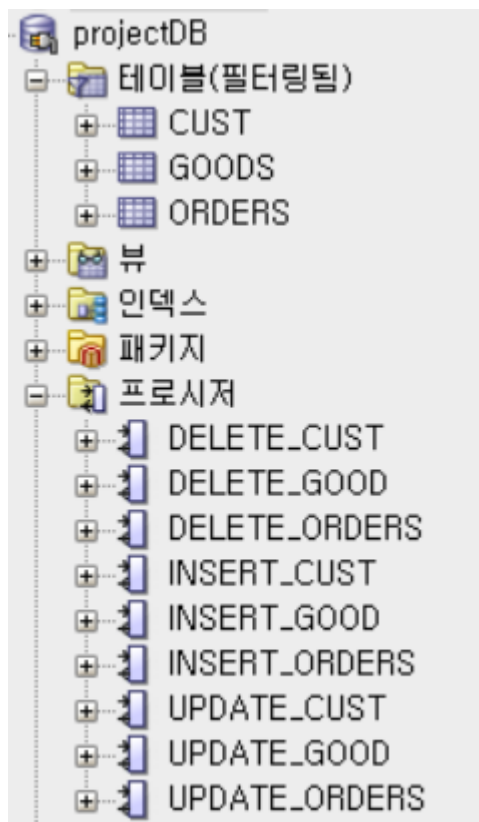 projectDB
테이블(필터링됨)
CUST
GOODS
ORDERS
뷰
인덱스
패키지
프로시저
DELETE_CUST
DELETE_GOOD
DELETE_ORDERS
INSERT_CUST
INSERT_GOOD
INSERT_ORDERS
UPDATE_CUST
UPDATE_GOOD
UPDATE_ORDERS